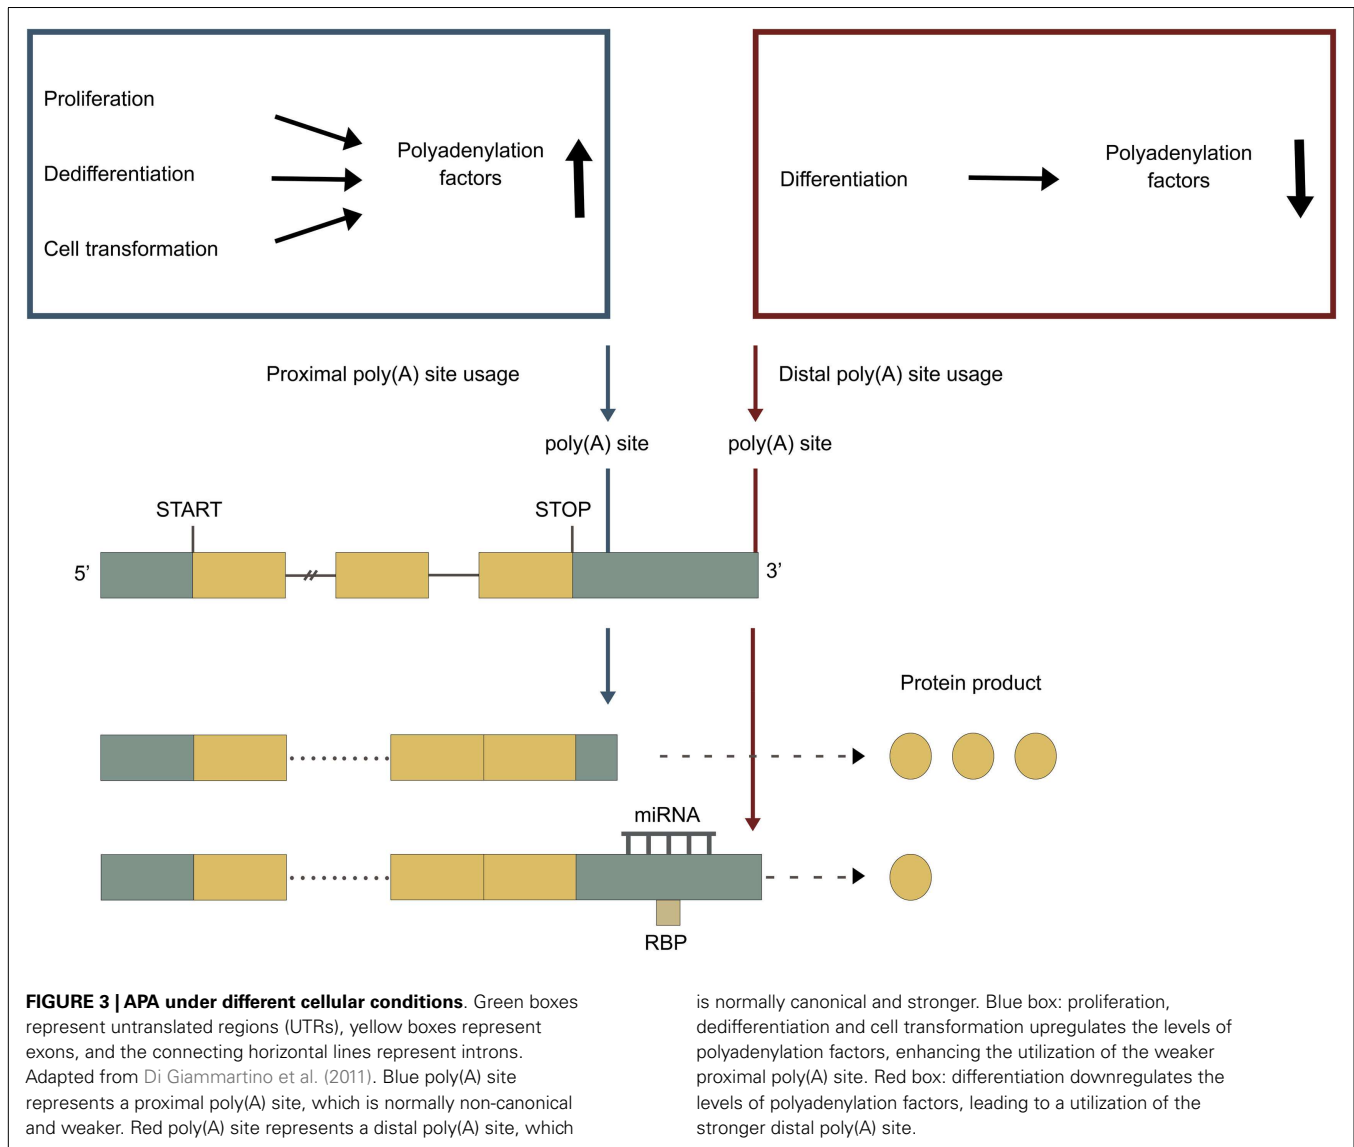 Proliferation
Dedifferentiation
Cell transformation
Polyadenylation
factors
Differentiation
Polyadenylation
factors
Proximal poly(A) site usage
Distal poly(A) site usage
poly(A) site
poly(A) site
START
STOP
5’
3’
Protein product
miRNA
RBP
FIGURE 3 | APA under different cellular conditions. Green boxes
represent untranslated regions (UTRs), yellow boxes represent
exons, and the connecting horizontal lines represent introns.
Adapted from Di Giammartino et al. (2011). Blue poly(A) site
represents a proximal poly(A) site, which is normally non-canonical
and weaker. Red poly(A) site represents a distal poly(A) site, which
is normally canonical and stronger. Blue box: proliferation,
dedifferentiation and cell transformation upregulates the levels of
polyadenylation factors, enhancing the utilization of the weaker
proximal poly(A) site. Red box: differentiation downregulates the
levels of polyadenylation factors, leading to a utilization of the
stronger distal poly(A) site.